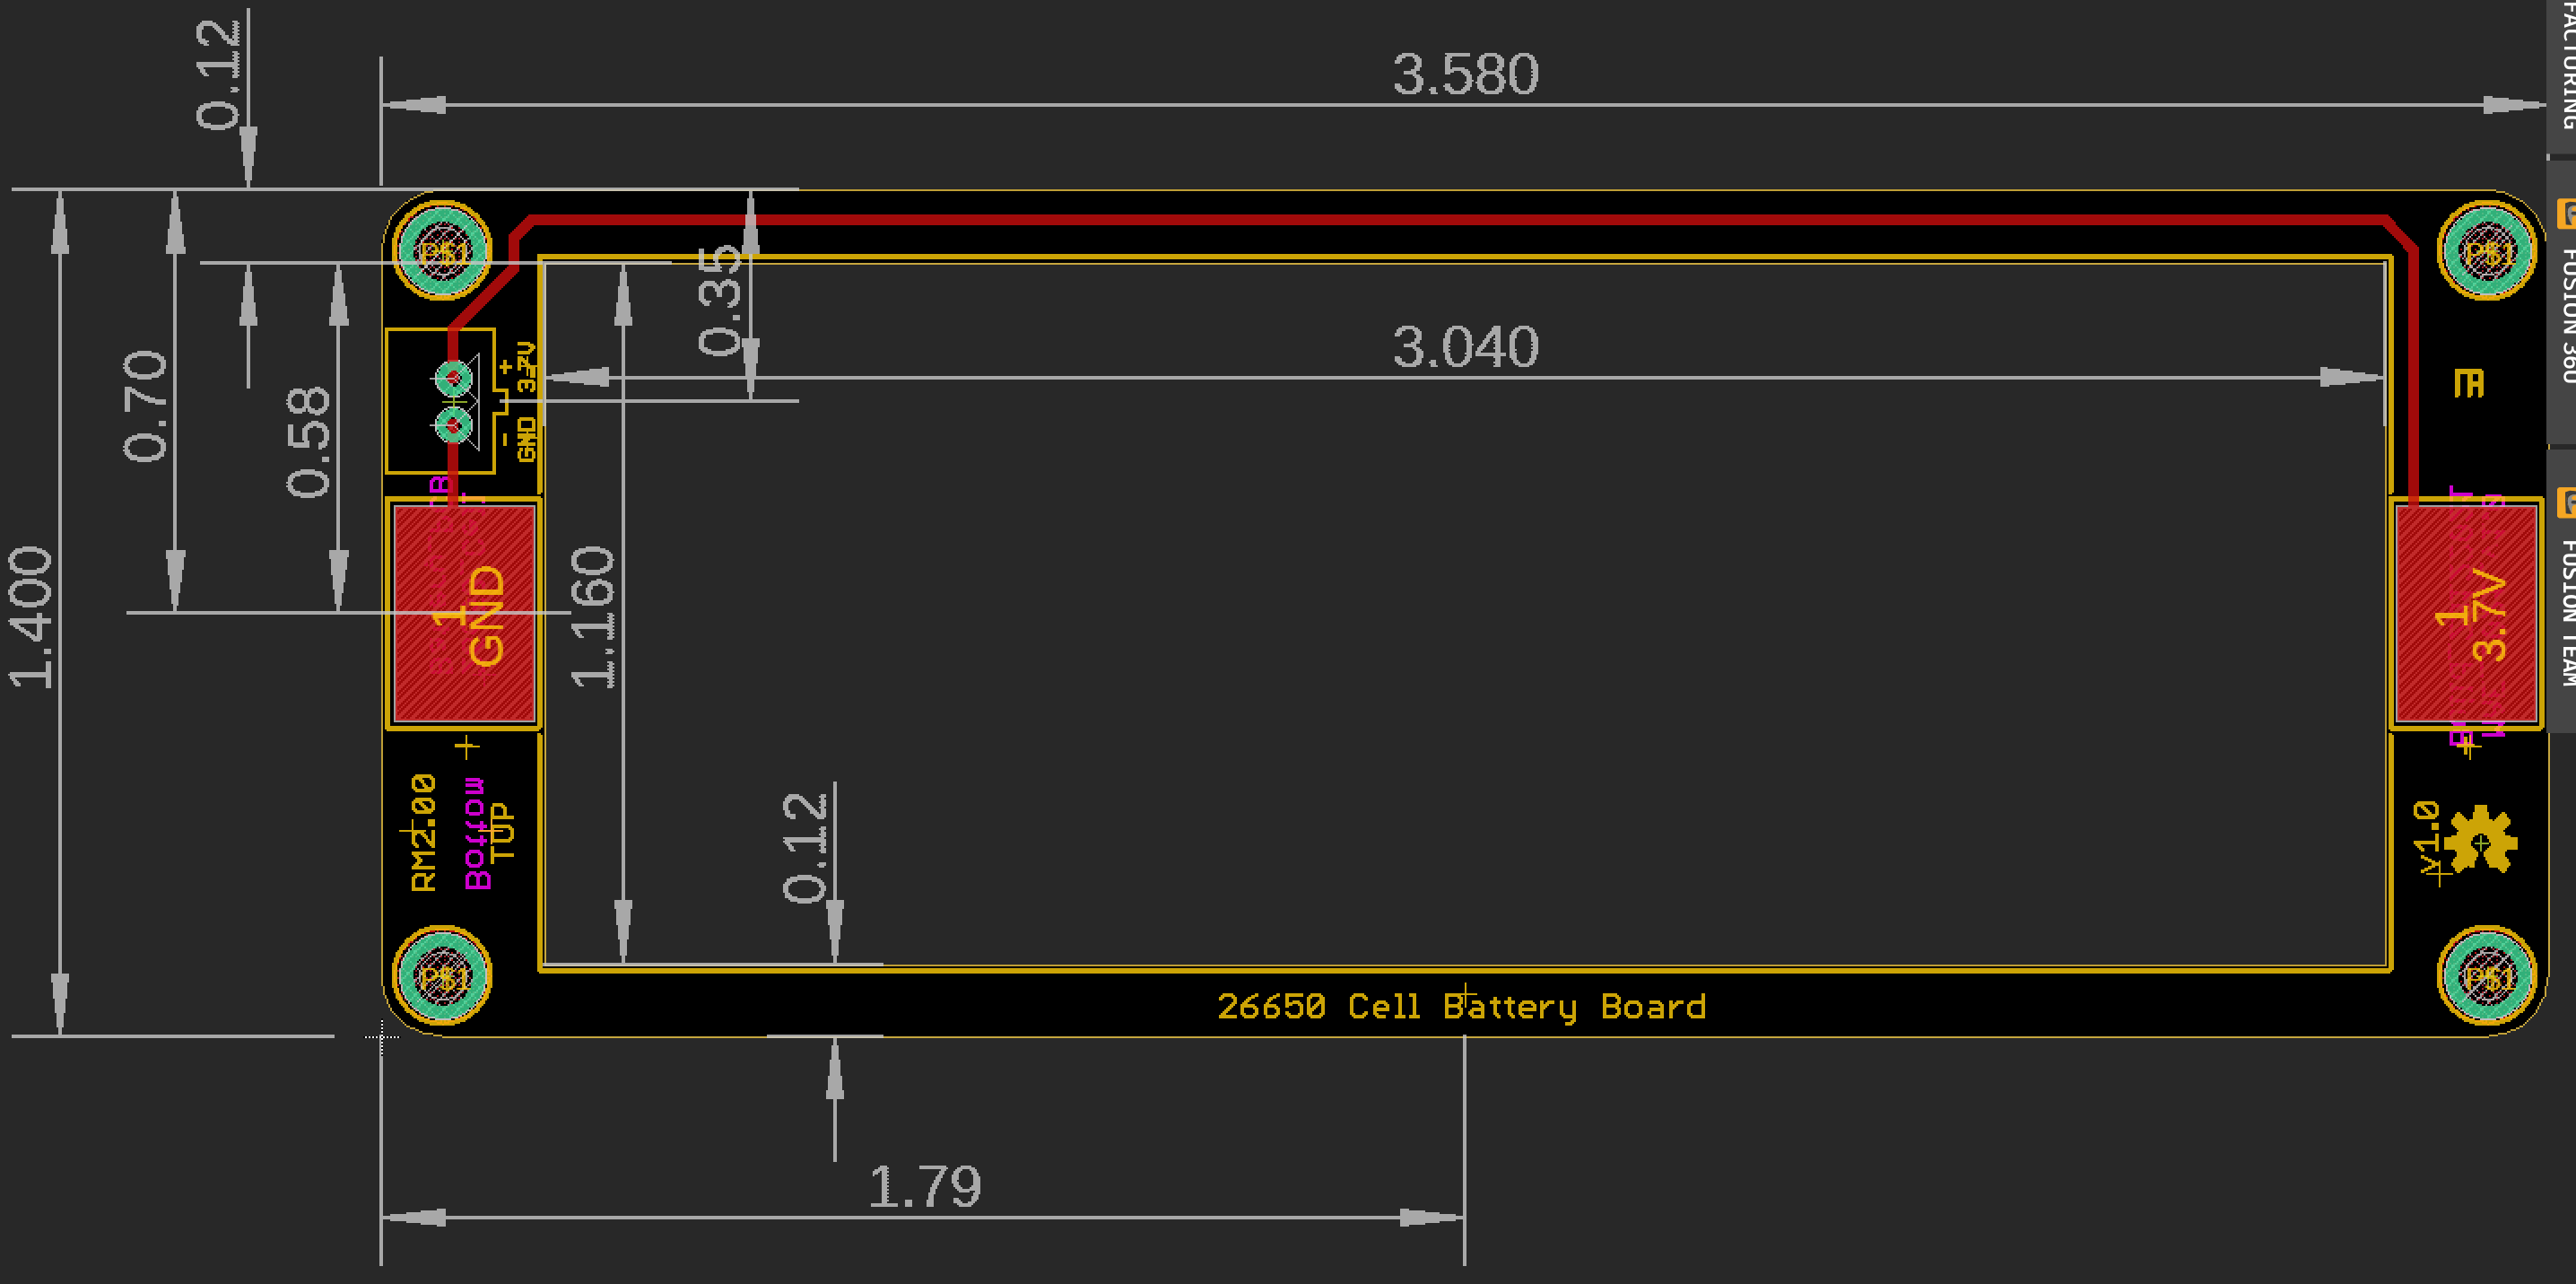 0.12
3.580
FACTURING
P$1
P$1
0.35
FUSION 360
3.040
0.70
0.58
+
3.7V
-
GND
1.400
1
GND
1.160
1
3.7V
FUSION TEAM
RM2.00
Bottom
TOP
0.12
v1.0
P$1
P$1
26650 Cell Battery Board
1.79